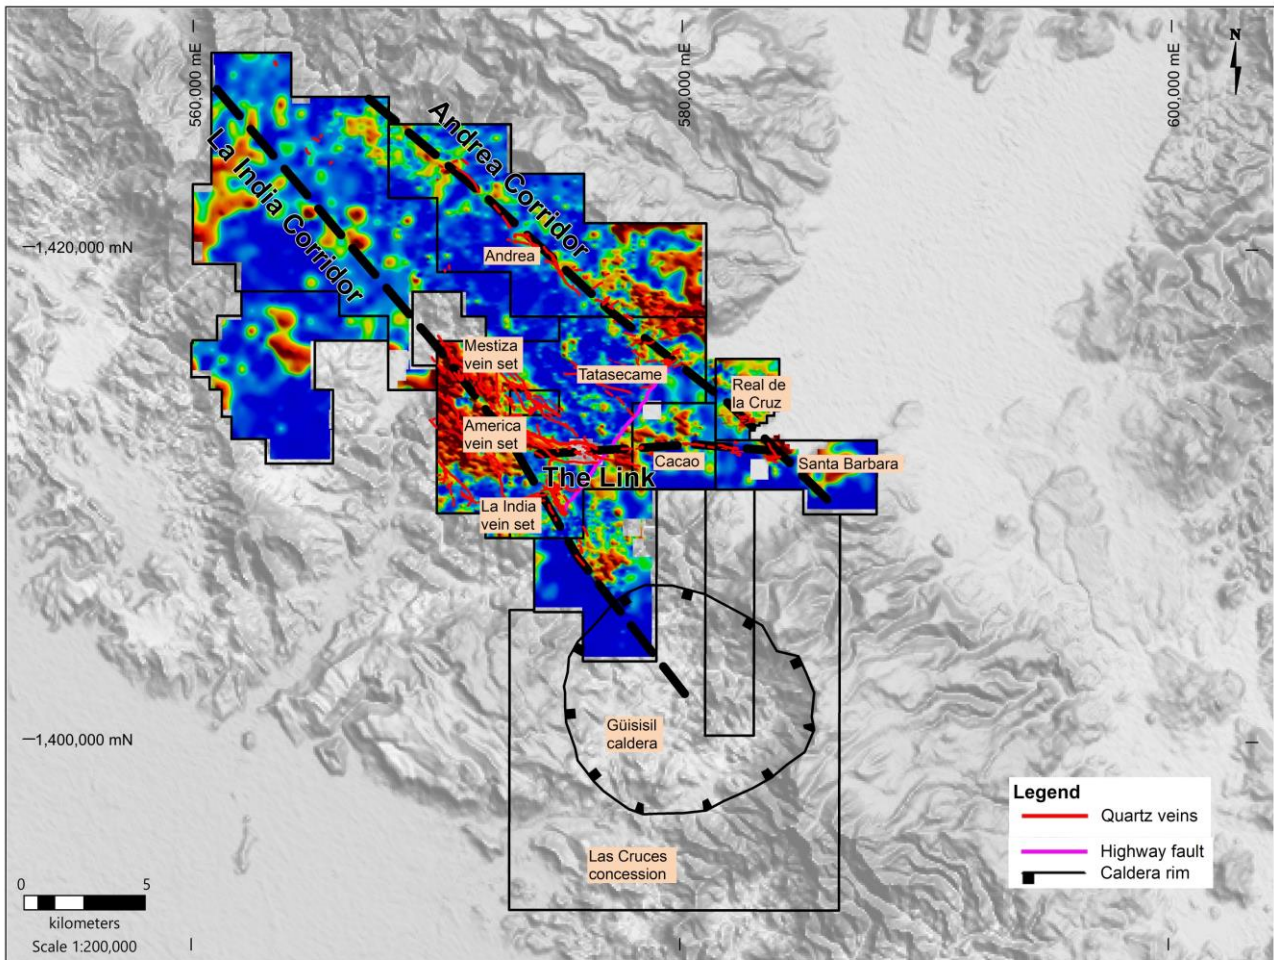 560,000 mE
580,000 mE
600,000 mE
N
Andrea Corridor
La India Corridor
1,420,000 mN
Andrea
Mestiza
vein set
Tatasecame
Real de
la Cruz
America
vein set
Cacao
Santa Barbara
The Link
La India
vein set
Güisisil
caldera
1,400,000 mN
Legend
Quartz veins
Highway fault
Caldera rim
Las Cruces
concession
0 5
kilometers
Scale 1:200,000